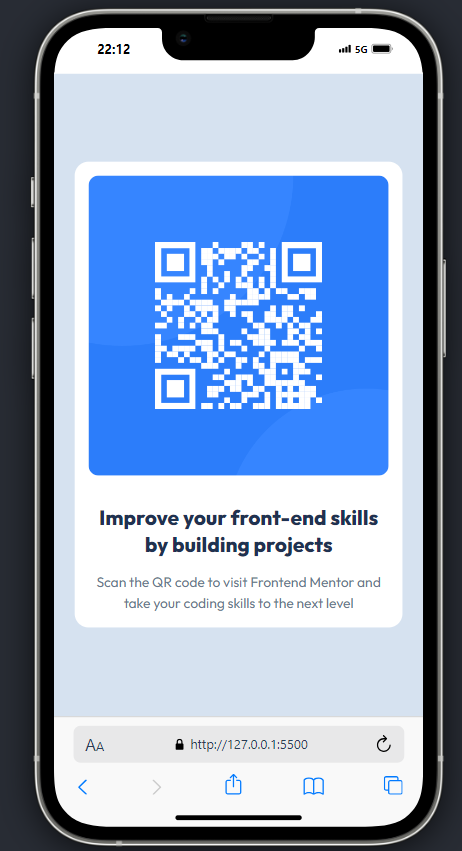 22:12
5G
Improve your front-end skills
by building projects
Scan the QR code to visit Frontend Mentor and
take your coding skills to the next level
AA
http://127.0.0.1:5500